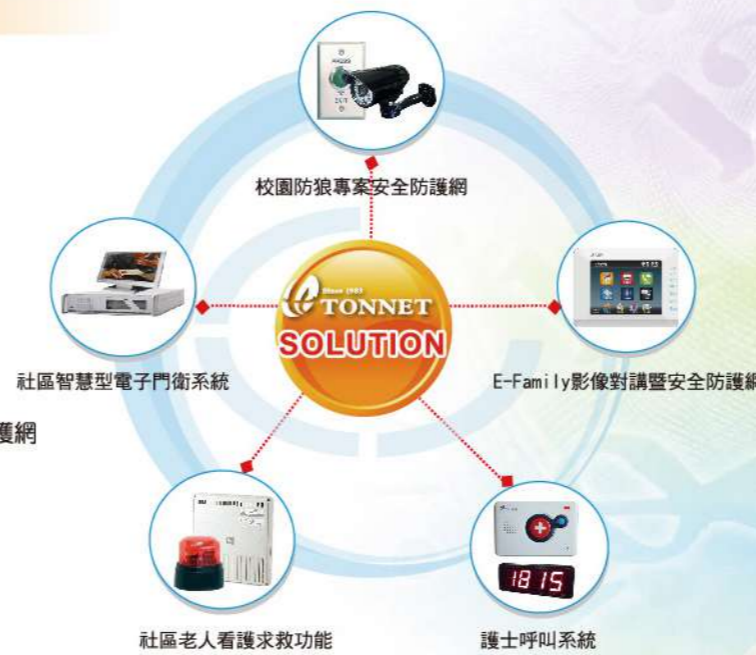 校園防狼專案安全防護網
Since 1983
TONNET
SOLUTION
社區智慧型電子門衛系統
E-Family影像對講暨安全防護網
護網
社區老人看護求救功能
1815
護士呼叫系統